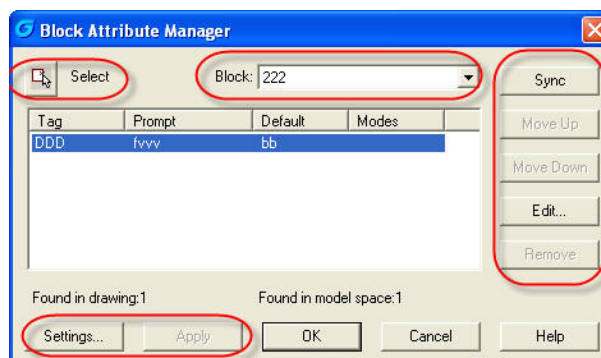 Block Attribute Manager
Select Block: 222 Sync
Tag Prompt Default Modes Move Up
DDD fvvv bb
Move Down
Edit...
Remove
Found in drawing:1 Found in model space:1
Settings... Apply OK Cancel Help